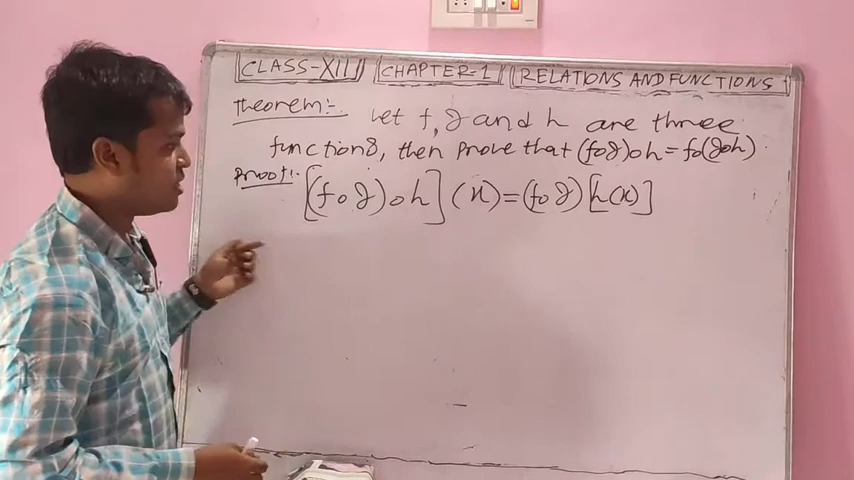 CLASS-XII CHAPTER-1 RELATIONS AND FUNCTIONS
Theorem:- Let f, g and h are three
functions, then prove that (fog)oh = fo(goh).
Proof:- [(fog)oh](x) = (fog)[h(x)]